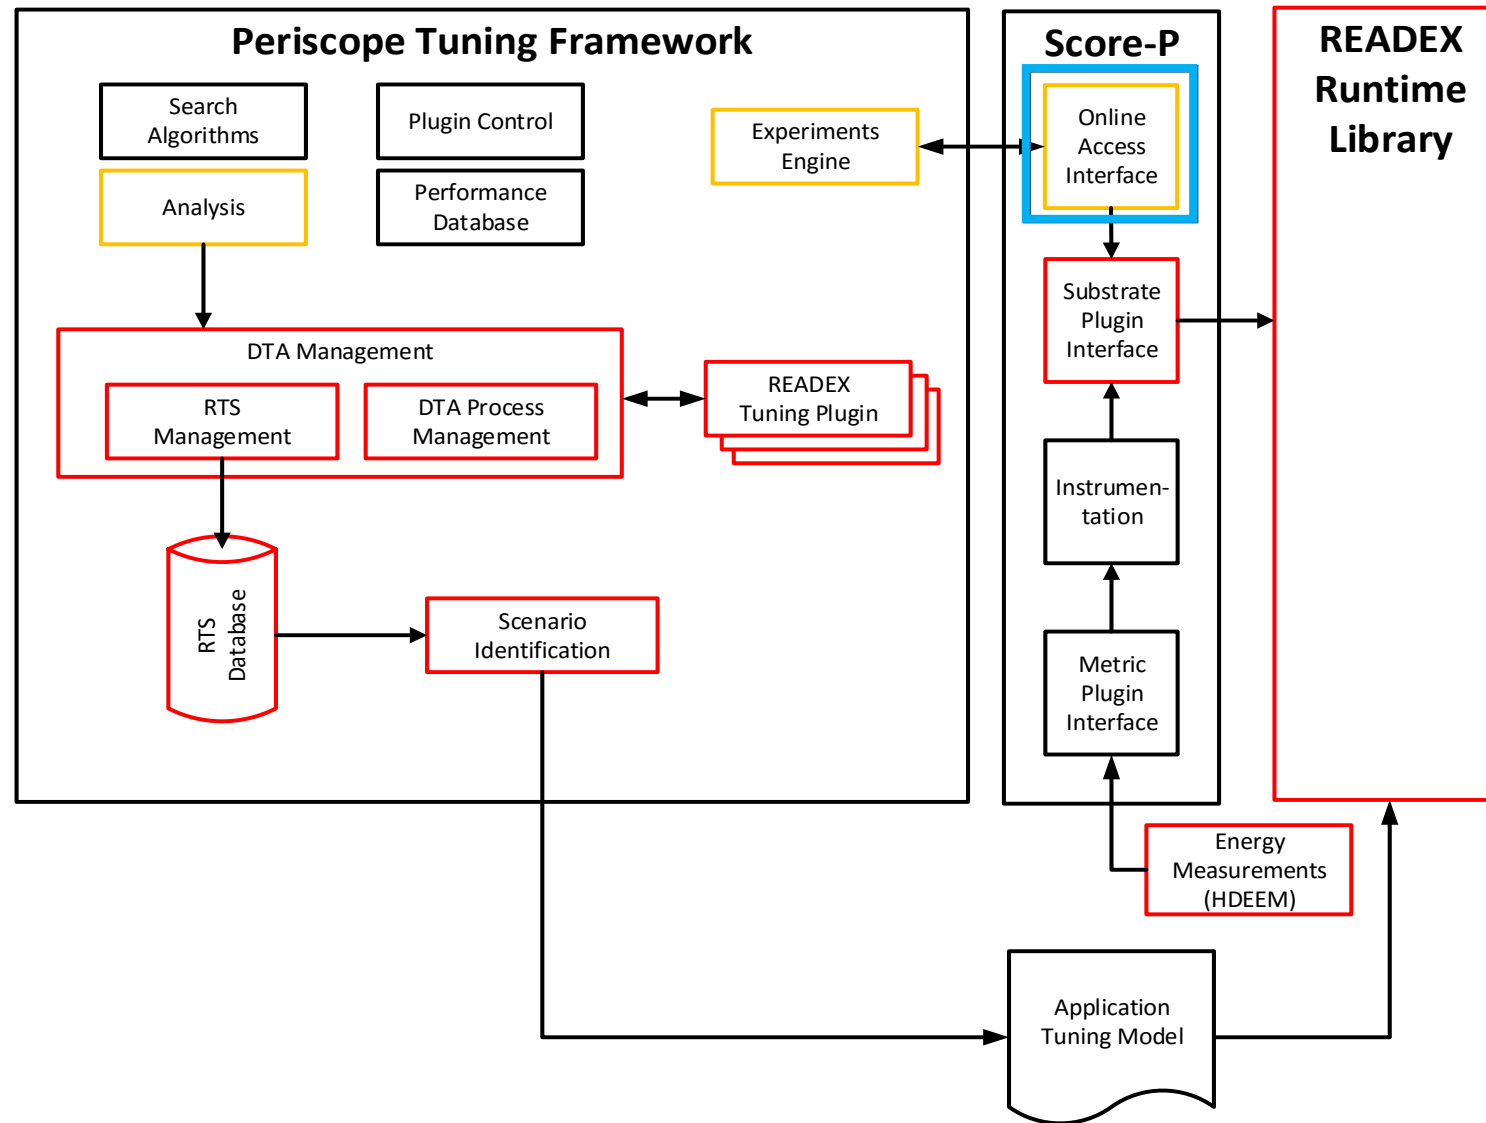 Periscope Tuning Framework
Search
Algorithms
Plugin Control
Analysis
Performance
Database
Experiments
Engine
DTA Management
RTS
Management
DTA Process
Management
READEX
Tuning Plugin
RTS
Database
Scenario
Identification
Score-P
Online
Access
Interface
Substrate
Plugin
Interface
Instrumen-
tation
Metric
Plugin
Interface
READEX
Runtime
Library
Energy
Measurements
(HDEEM)
Application
Tuning Model